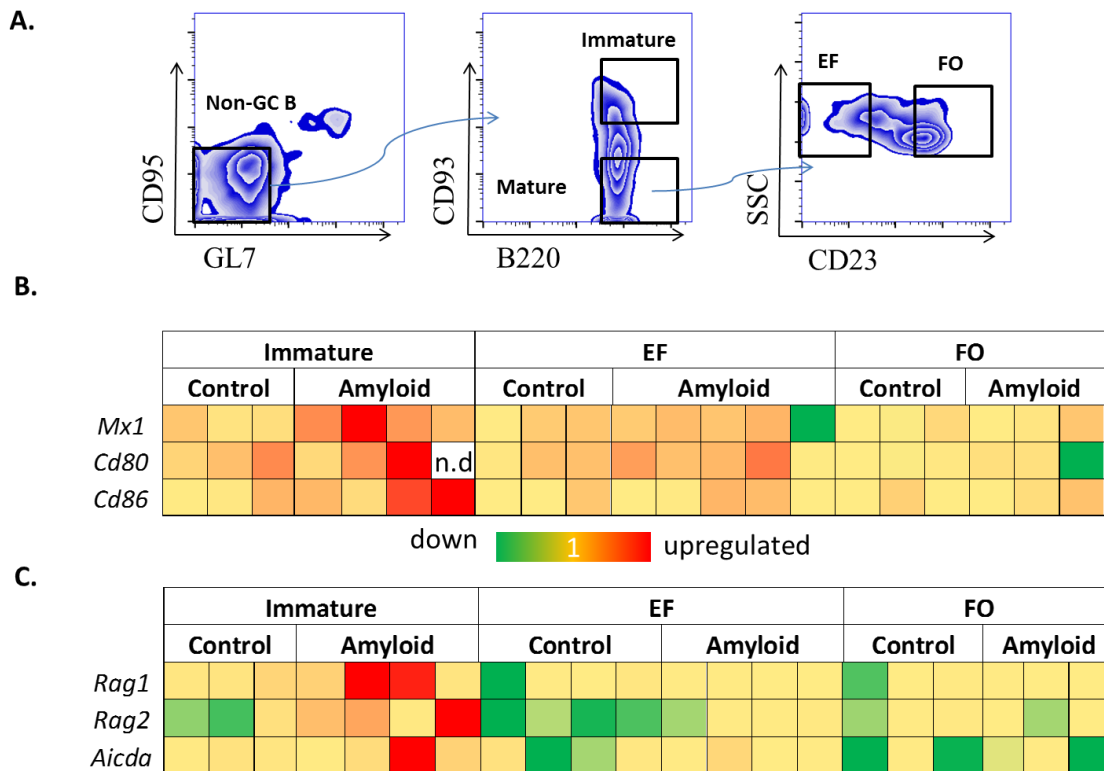 A.
Immature
EF FO
Non-GC B
CD95
CD93
Mature
SSC
GL7
B220
CD23
B.
Immature EF FO
Control Amyloid Control Amyloid Control Amyloid
Mx1
Cd80 n.d
Cd86
down 1 upregulated
C.
Immature EF FO
Control Amyloid Control Amyloid Control Amyloid
Rag1
Rag2
Aicda